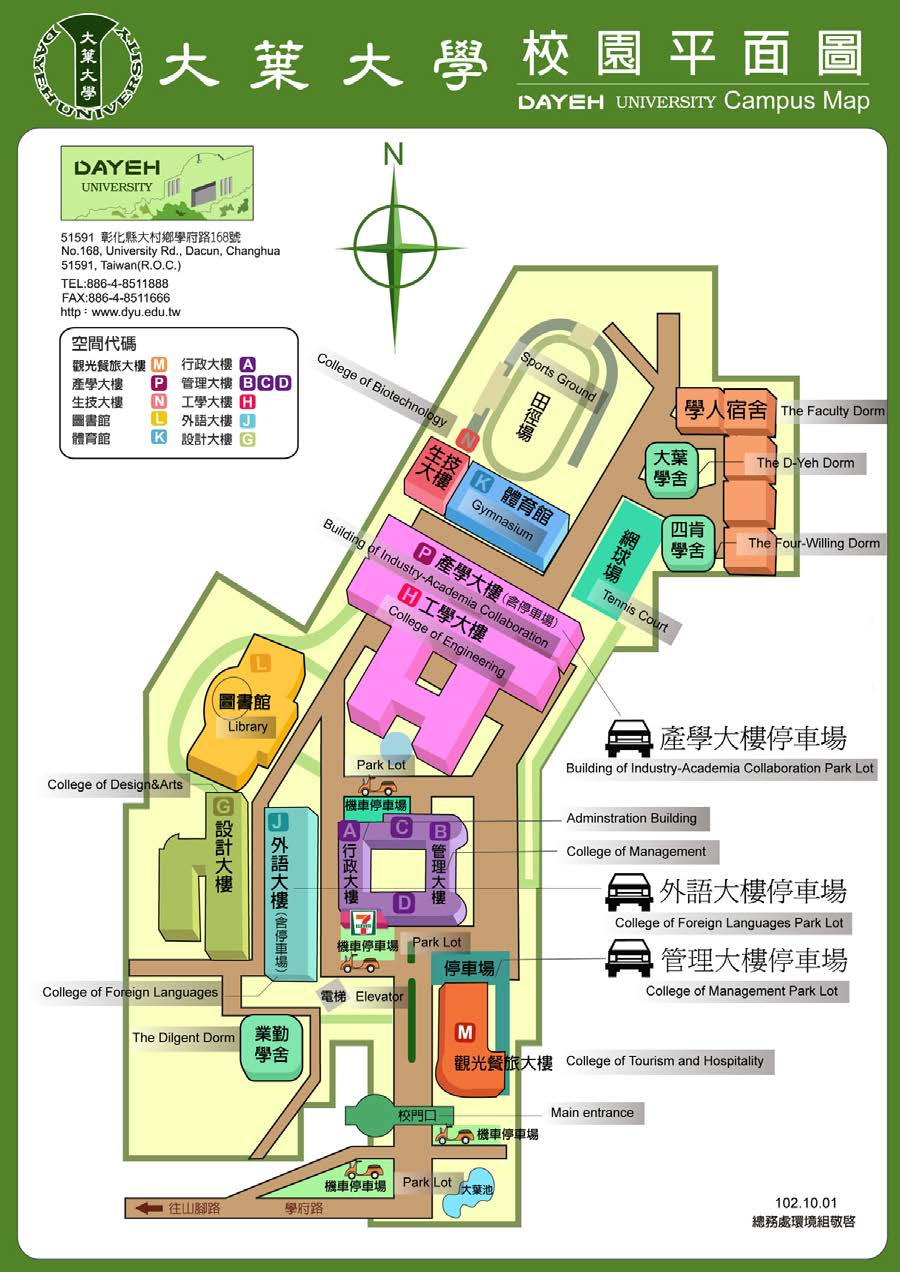 大葉大學
DAYEH UNIVERSITY
大葉大學 校園平面圖
DAYEH UNIVERSITY Campus Map
N
DAYEH
UNIVERSITY
51591 彰化縣大村鄉學府路168號
No.168, University Rd., Dacun, Changhua
51591, Taiwan(R.O.C.)
TEL:886-4-8511888
FAX:886-4-8511666
http：www.dyu.edu.tw
空間代碼
觀光餐旅大樓 M 行政大樓 A
產學大樓 P 管理大樓 B C D
生技大樓 N 工學大樓 H
圖書館 L 外語大樓 J
體育館 K 設計大樓 G
College of Biotechnology
Sports Ground
田徑場
N
生技
大樓
K 體育館
Gymnasium
學人宿舍
The Faculty Dorm
大葉
學舍
The D-Yeh Dorm
四肯
學舍
The Four-Willing Dorm
網球場
Tennis Court
P 產學大樓(含停車場)
Building of Industry-Academia Collaboration
H 工學大樓
College of Engineering
L
圖書館
Library
產學大樓停車場
Building of Industry-Academia Collaboration Park Lot
Park Lot
機車停車場
College of Design&Arts
G
設計大樓
J
外語大樓(含停車場)
A
行政大樓
C
B
管理大樓
D
Adminstration Building
College of Management
外語大樓停車場
College of Foreign Languages Park Lot
7
ELEVEN
機車停車場
Park Lot
停車場
管理大樓停車場
College of Management Park Lot
College of Foreign Languages
電梯 Elevator
The Dilgent Dorm
業勤
學舍
M
觀光餐旅大樓
College of Tourism and Hospitality
校門口
Main entrance
機車停車場
機車停車場
Park Lot
大葉池
往山腳路
學府路
102.10.01
總務處環境組敬啓